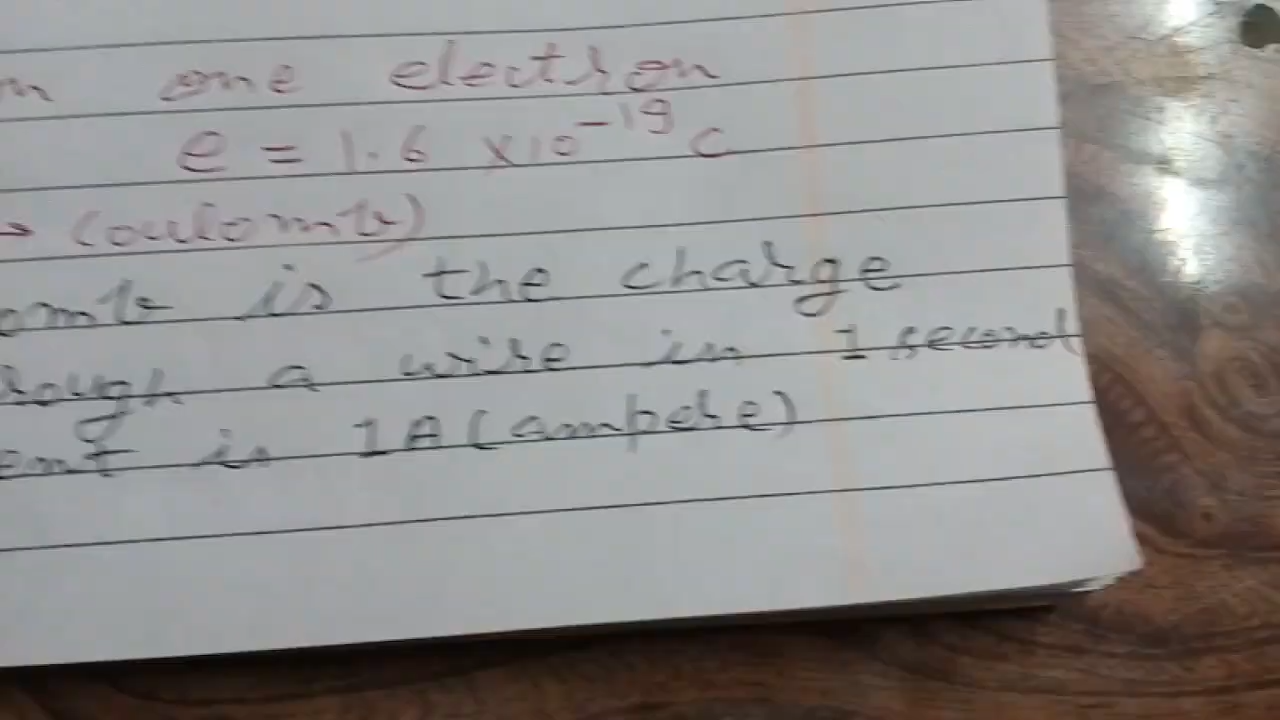 one electron
e = 1.6 x10⁻¹⁹ c
(coulomb)
is the charge
a wire in 1 second
is 1A (ampere)